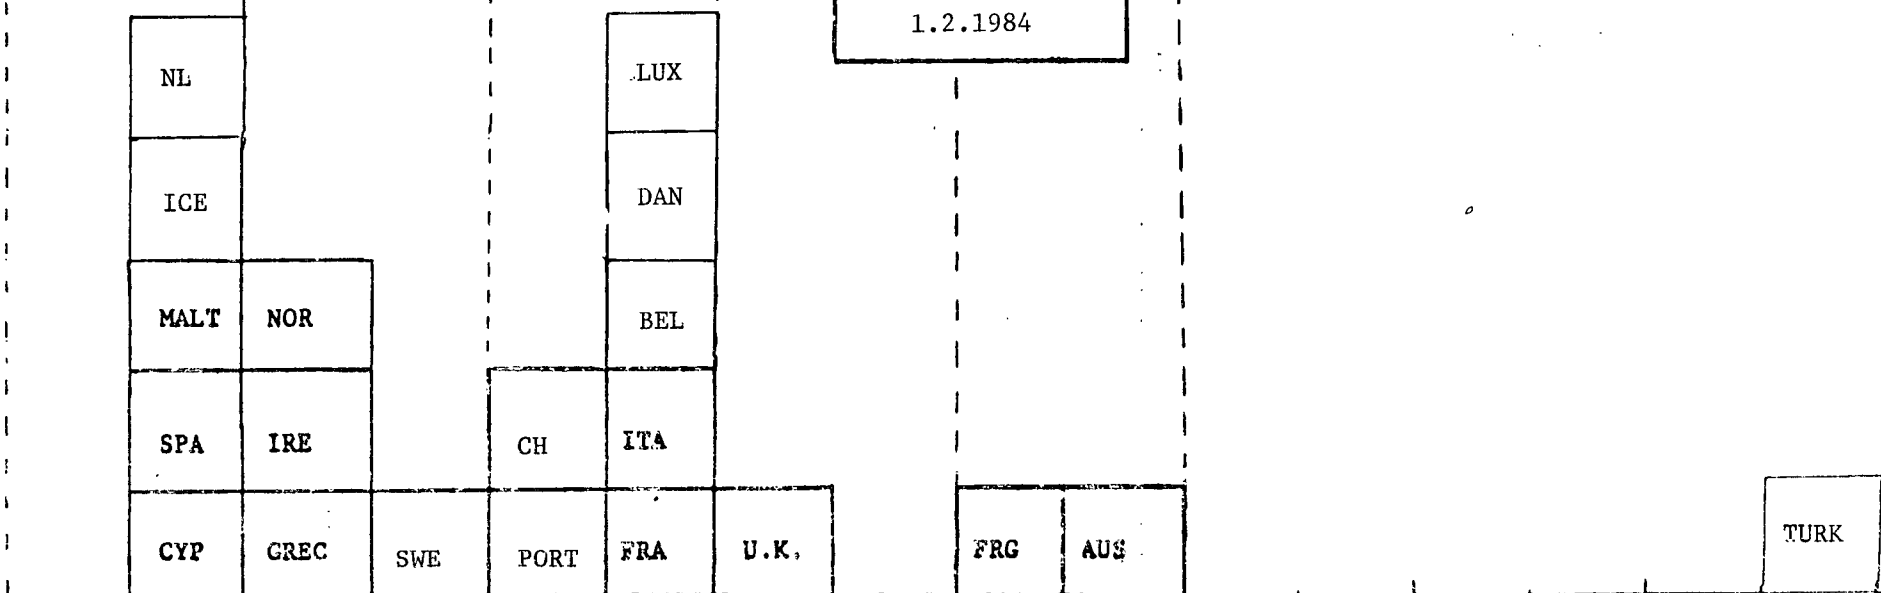 1.2.1984
NL LUX
ICE DAN
MALT NOR BEL
SPA IRE CH ITA
CYP GREC SWE PORT FRA U.K. FRG AUS TURK